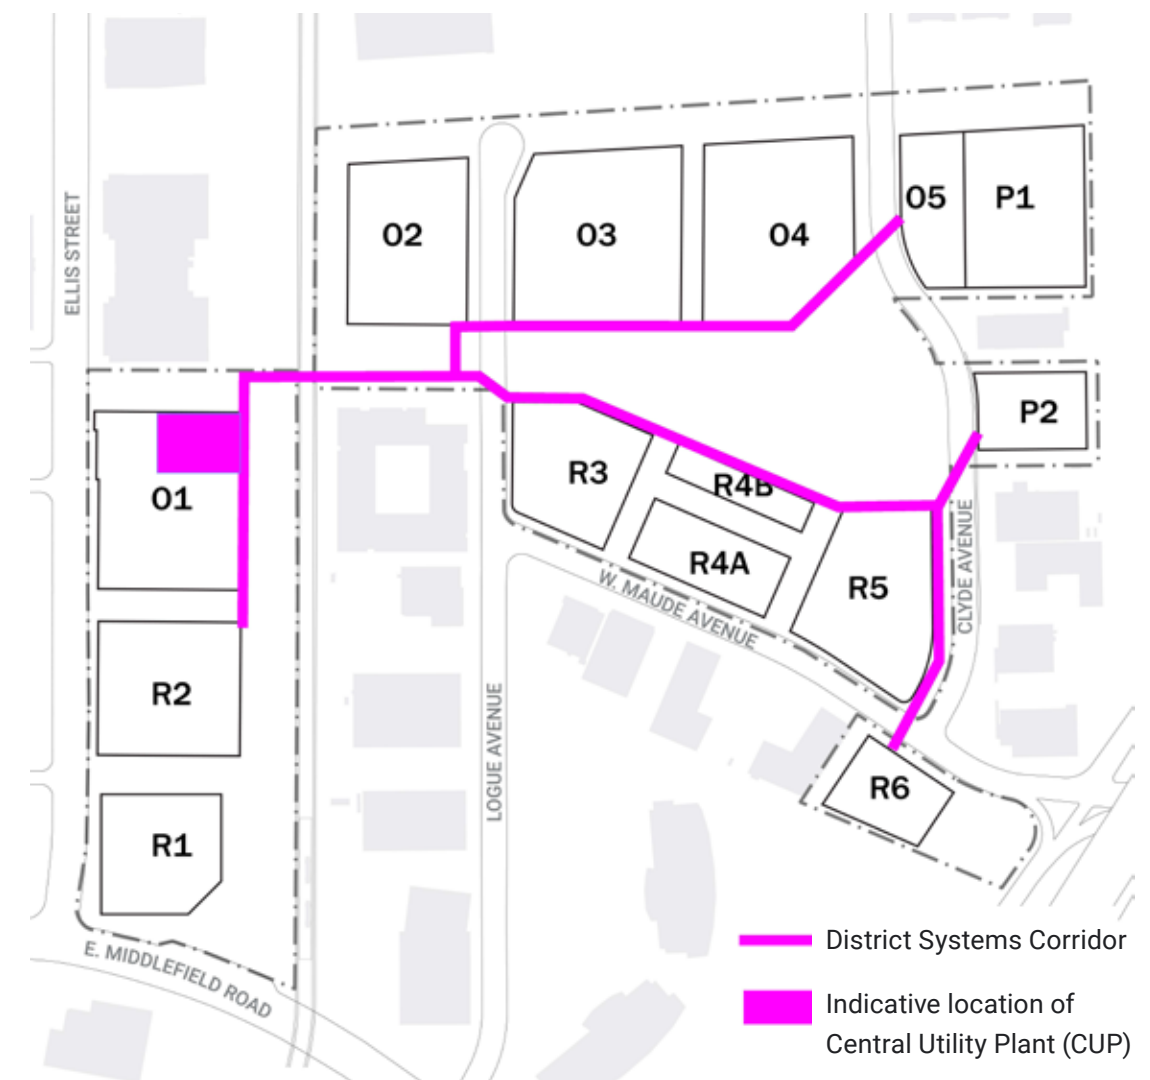 O5
P1
O2
O3
O4
ELLIS STREET
P2
R3
R4B
O1
R4A
R5
CLYDE AVENUE
W. MAUDE AVENUE
R2
LOGUE AVENUE
R6
R1
E. MIDDLEFIELD ROAD
District Systems Corridor
Indicative location of
Central Utility Plant (CUP)